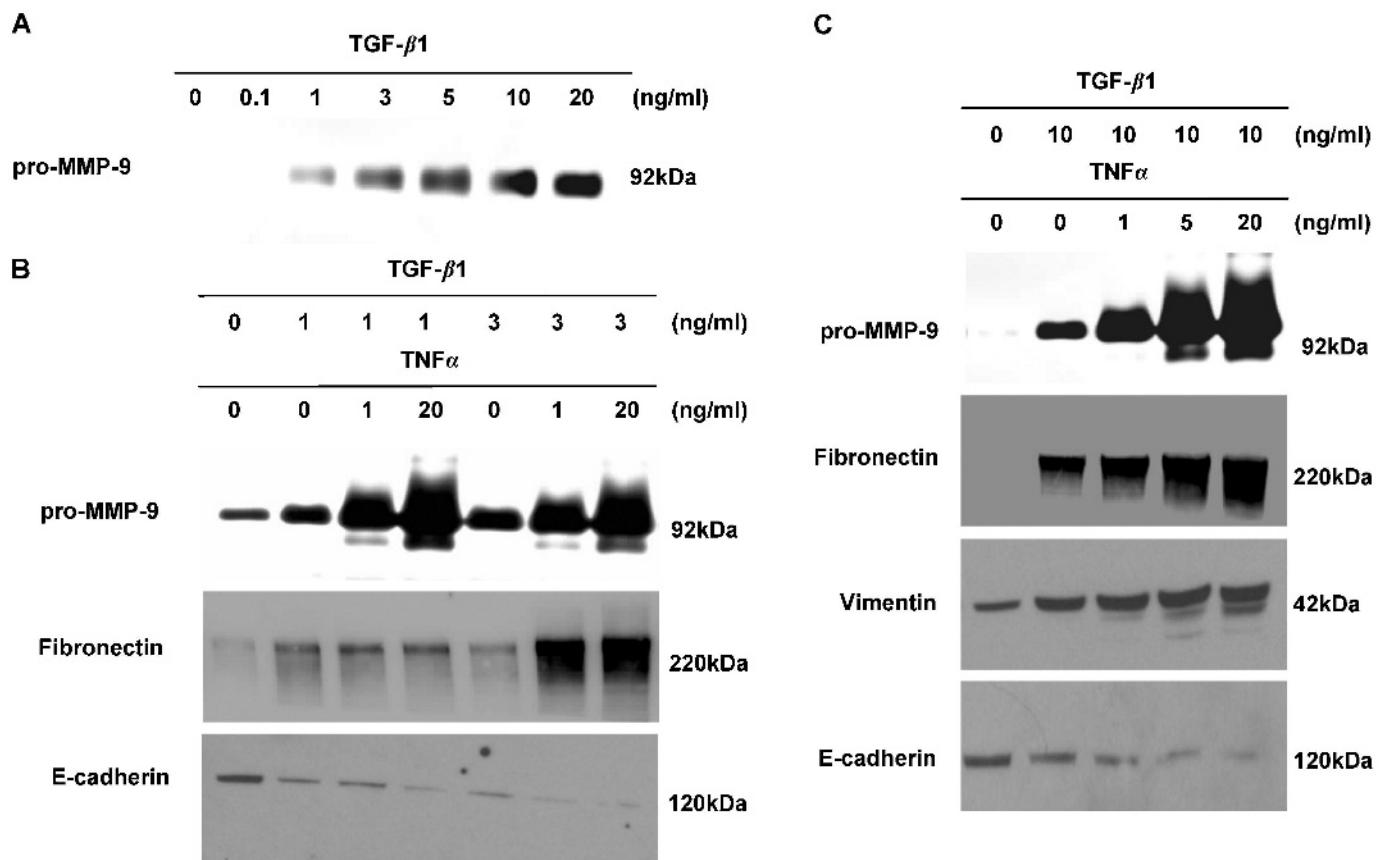 A
TGF-β1
0 0.1 1 3 5 10 20 (ng/ml)
pro-MMP-9 92kDa
B
TGF-β1
0 1 1 1 3 3 3 (ng/ml)
TNFα
0 0 1 20 0 1 20 (ng/ml)
pro-MMP-9 92kDa
Fibronectin 220kDa
E-cadherin 120kDa
C
TGF-β1
0 10 10 10 10 (ng/ml)
TNFα
0 0 1 5 20 (ng/ml)
pro-MMP-9 92kDa
Fibronectin 220kDa
Vimentin 42kDa
E-cadherin 120kDa